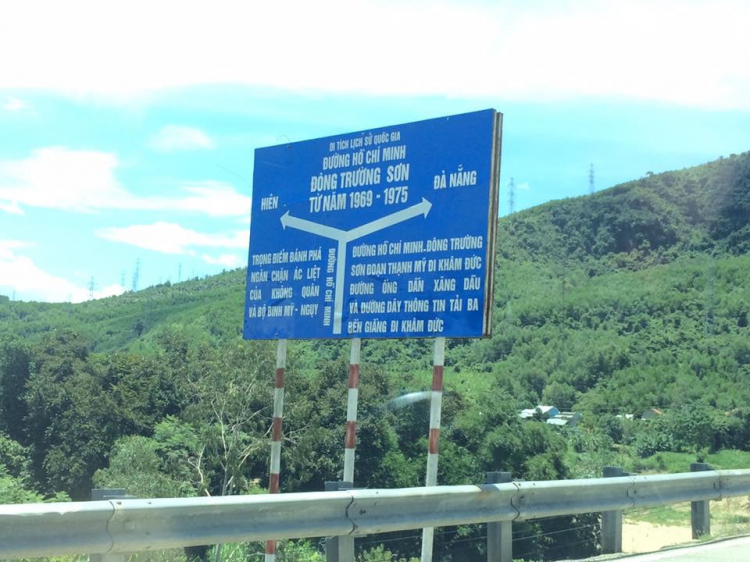 DI TÍCH LỊCH SỬ QUỐC GIA
ĐƯỜNG HỒ CHÍ MINH
ĐÔNG TRƯỜNG SƠN
TỪ NĂM 1969 - 1975
HIÊN
ĐÀ NẴNG
TRỌNG ĐIỂM ĐÁNH PHÁ
NGĂN CHẶN ÁC LIỆT
CỦA KHÔNG QUÂN
VÀ BỘ BINH MỸ - NGỤY
ĐƯỜNG HỒ CHÍ MINH
ĐƯỜNG HỒ CHÍ MINH-ĐÔNG TRƯỜNG
SƠN ĐOẠN THẠNH MỸ ĐI KHÂM ĐỨC
ĐƯỜNG ỐNG DẪN XĂNG DẦU
VÀ ĐƯỜNG DÂY THÔNG TIN TẢI BA
BẾN GIẰNG ĐI KHÂM ĐỨC